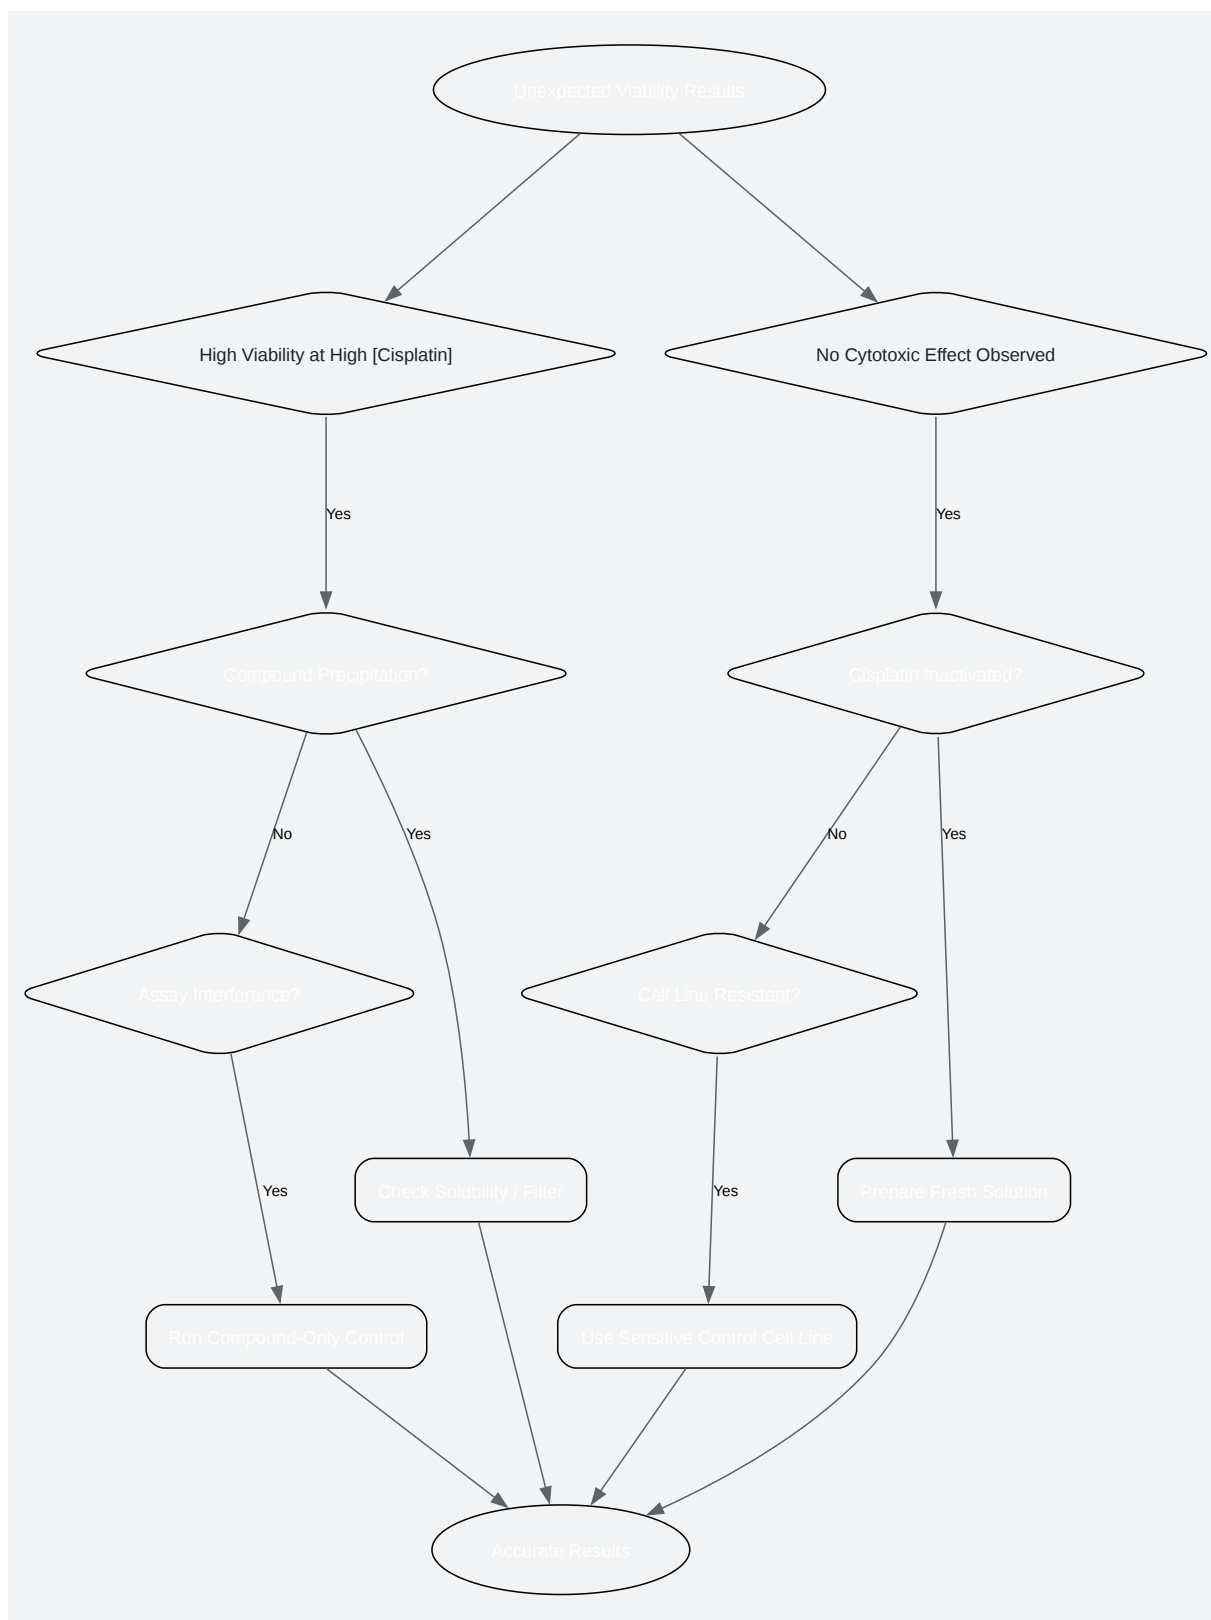 Unexpected Viability Results
High Viability at High [Cisplatin]
No Cytotoxic Effect Observed
Yes
Yes
Compound Precipitation?
Cisplatin Inactivated?
No
Yes
No
Yes
Assay Interference?
Cell Line Resistant?
Yes
Check Solubility / Filter
Yes
Prepare Fresh Solution
Run Compound-Only Control
Use Sensitive Control Cell Line
Accurate Results